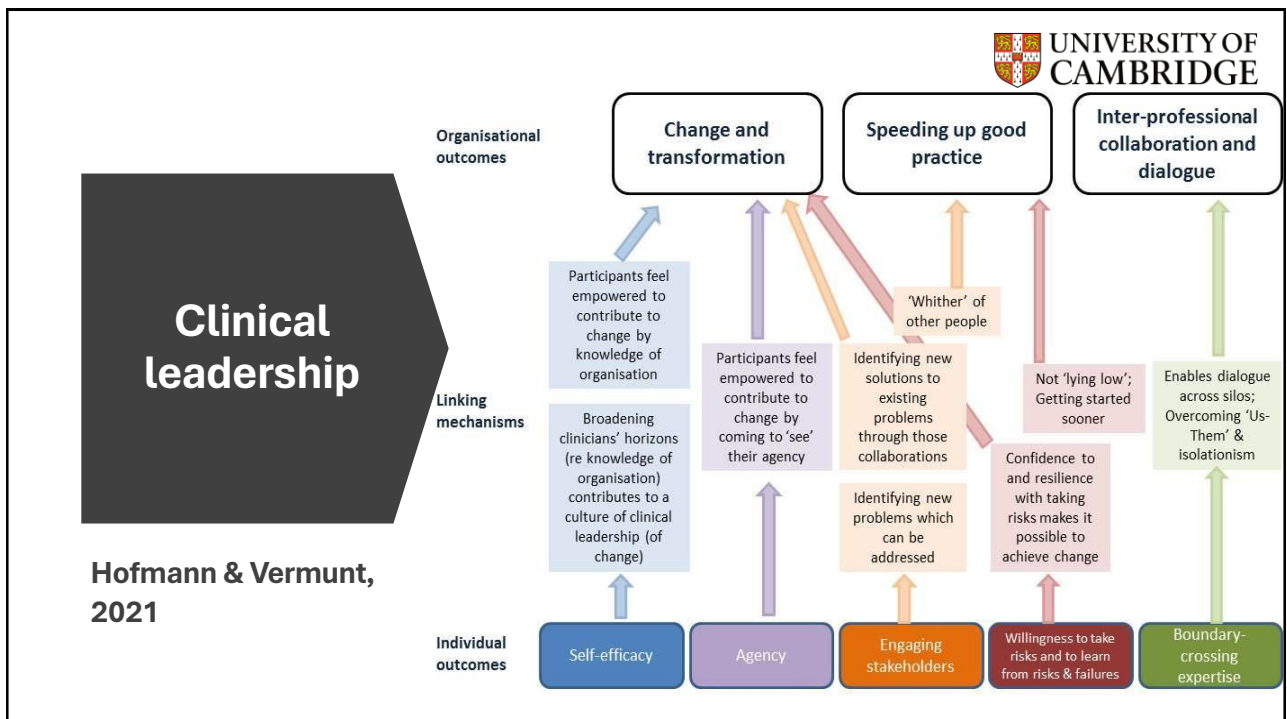 UNIVERSITY OF
CAMBRIDGE
Clinical
leadership
Hofmann & Vermunt,
2021
Organisational
outcomes
Change and
transformation
Speeding up good
practice
Inter-professional
collaboration and
dialogue
Linking
mechanisms
Participants feel
empowered to
contribute to
change by
knowledge of
organisation
Broadening
clinicians’ horizons
(re knowledge of
organisation)
contributes to a
culture of clinical
leadership (of
change)
Participants feel
empowered to
contribute to
change by
coming to ‘see’
their agency
‘Whither’ of
other people
Identifying new
solutions to
existing
problems
through those
collaborations
Identifying new
problems which
can be
addressed
Not ‘lying low’;
Getting started
sooner
Confidence to
and resilience
with taking
risks makes it
possible to
achieve change
Enables dialogue
across silos;
Overcoming ‘Us-
Them’ &
isolationism
Individual
outcomes
Self-efficacy
Agency
Engaging
stakeholders
Willingness to take
risks and to learn
from risks & failures
Boundary-
crossing
expertise